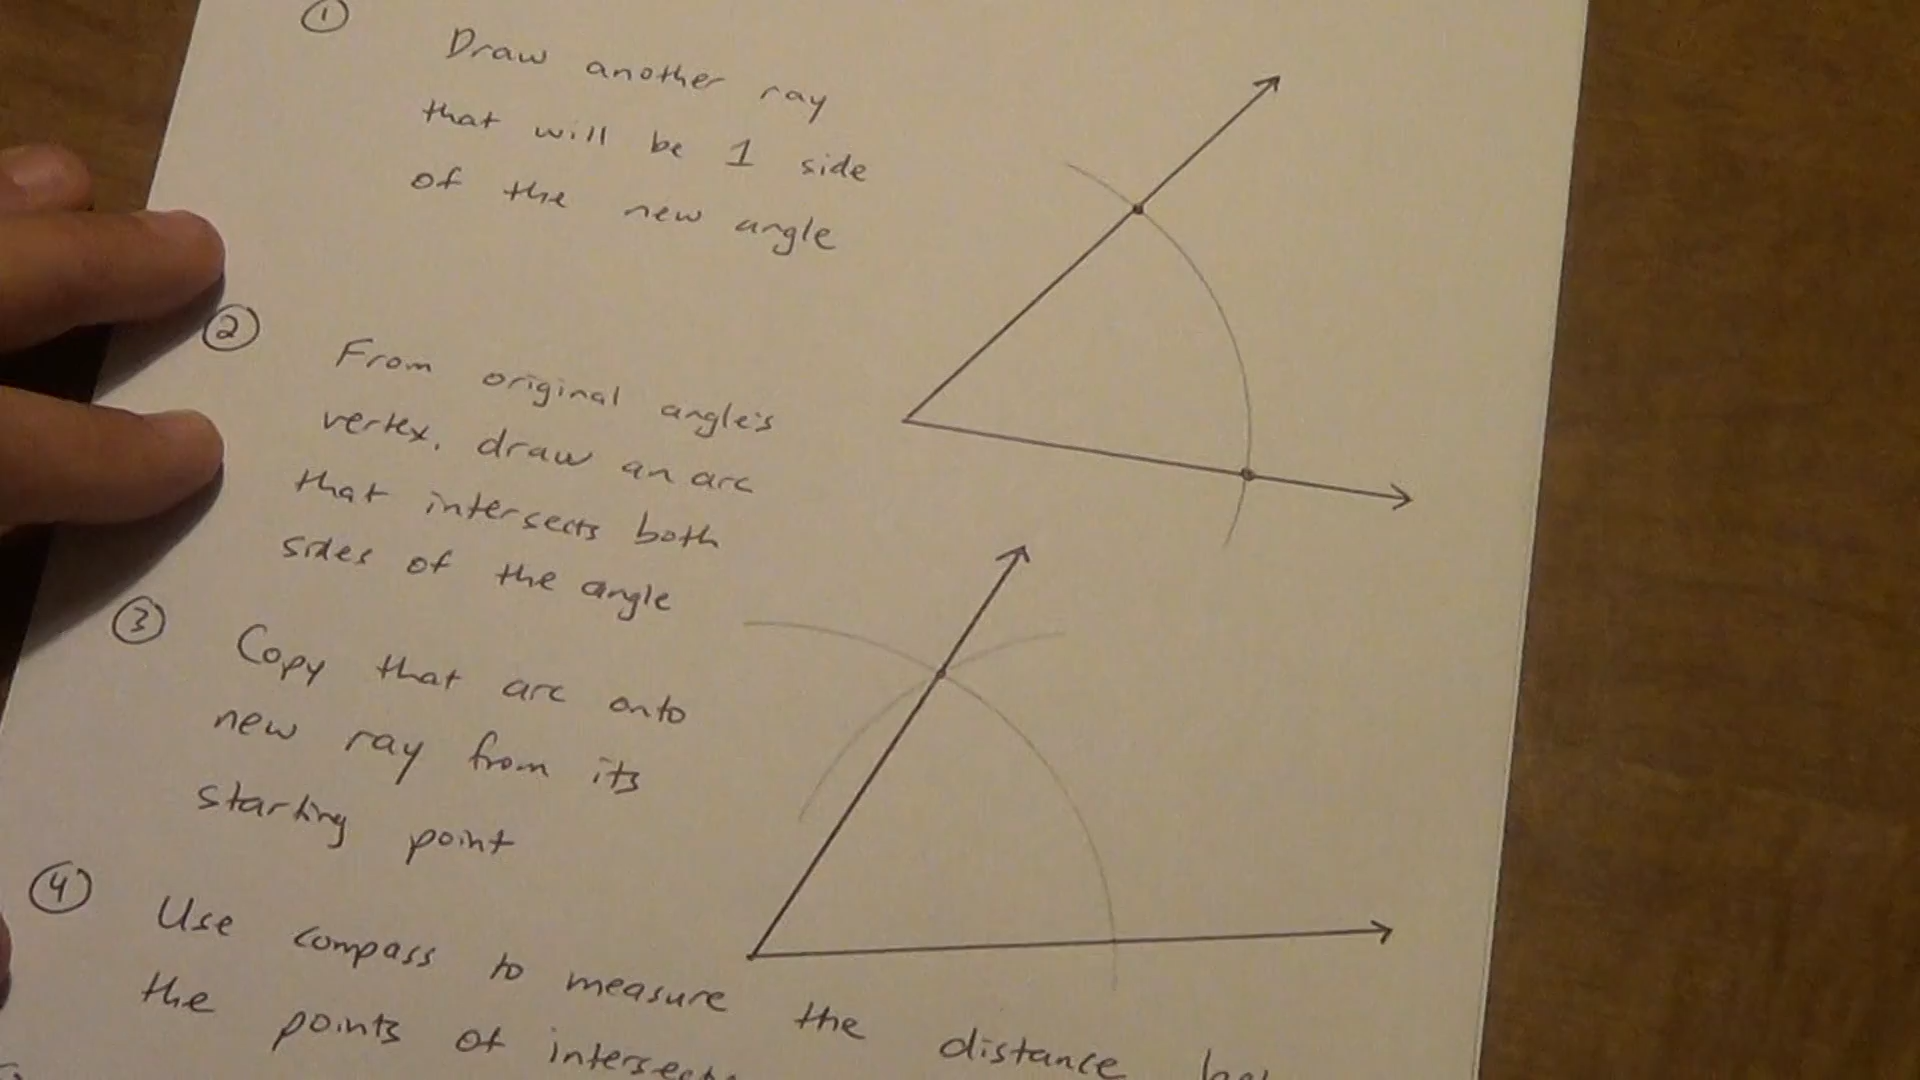 1 Draw another ray
that will be 1 side
of the new angle
2 From original angle's
vertex, draw an arc
that intersects both
sides of the angle
3 Copy that arc onto
new ray from its
starting point
4 Use compass to measure the distance
the points of